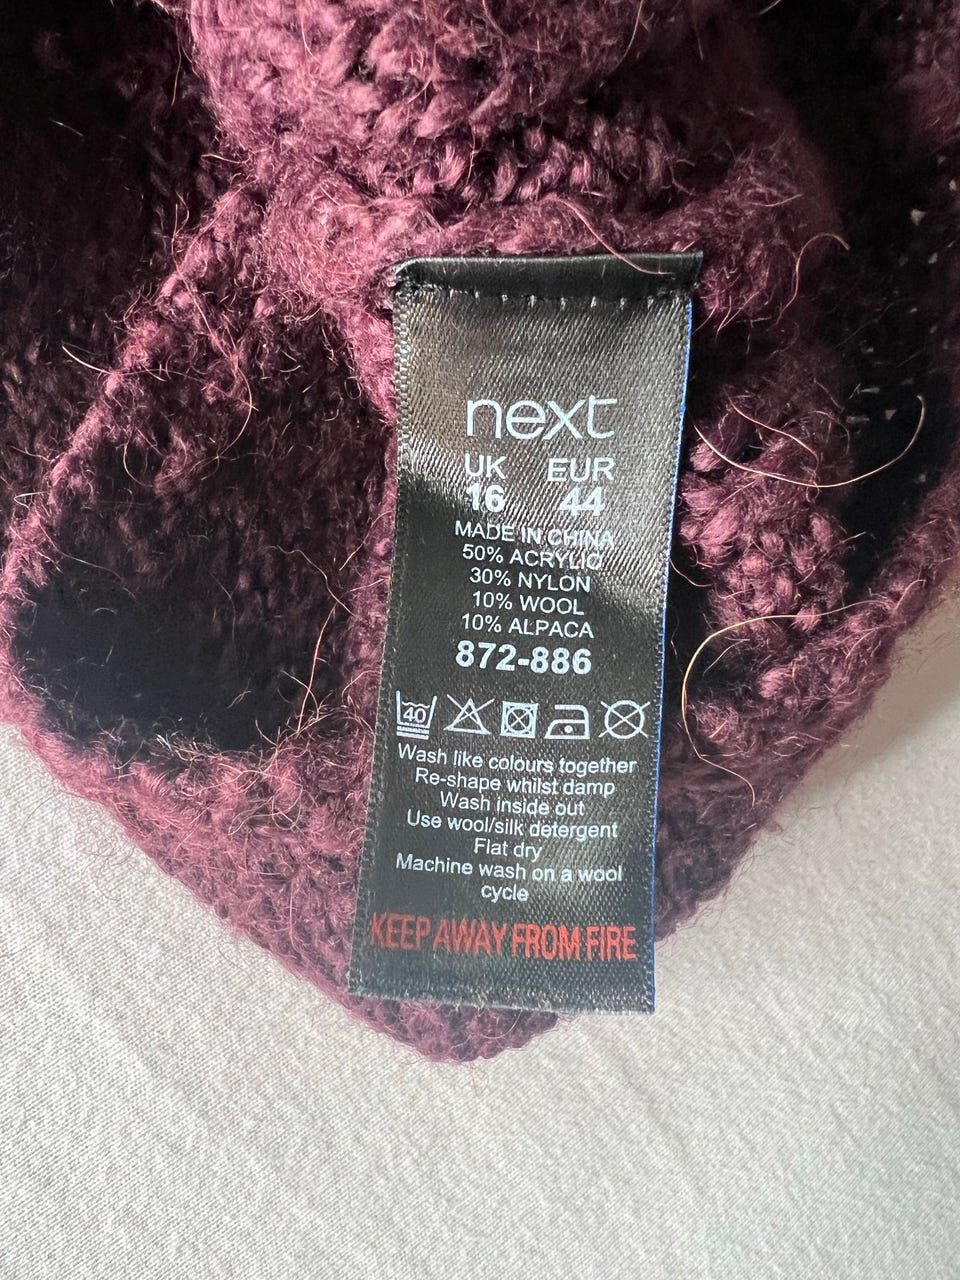 next
UK EUR
16 44
MADE IN CHINA
50% ACRYLIC
30% NYLON
10% WOOL
10% ALPACA
872-886
40
Wash like colours together
Re-shape whilst damp
Wash inside out
Use wool/silk detergent
Flat dry
Machine wash on a wool
cycle
KEEP AWAY FROM FIRE